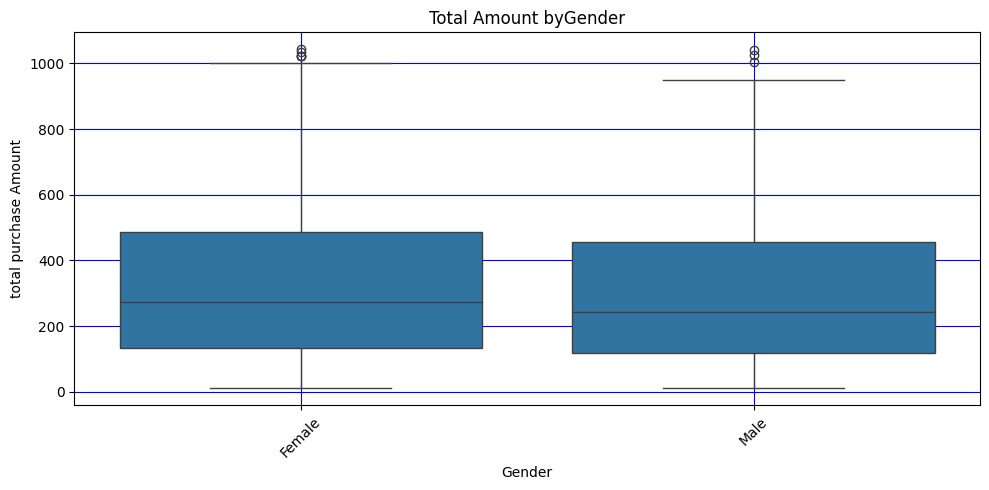 Total Amount byGender
total purchase Amount
1000
800
600
400
200
0
Female
Male
Gender